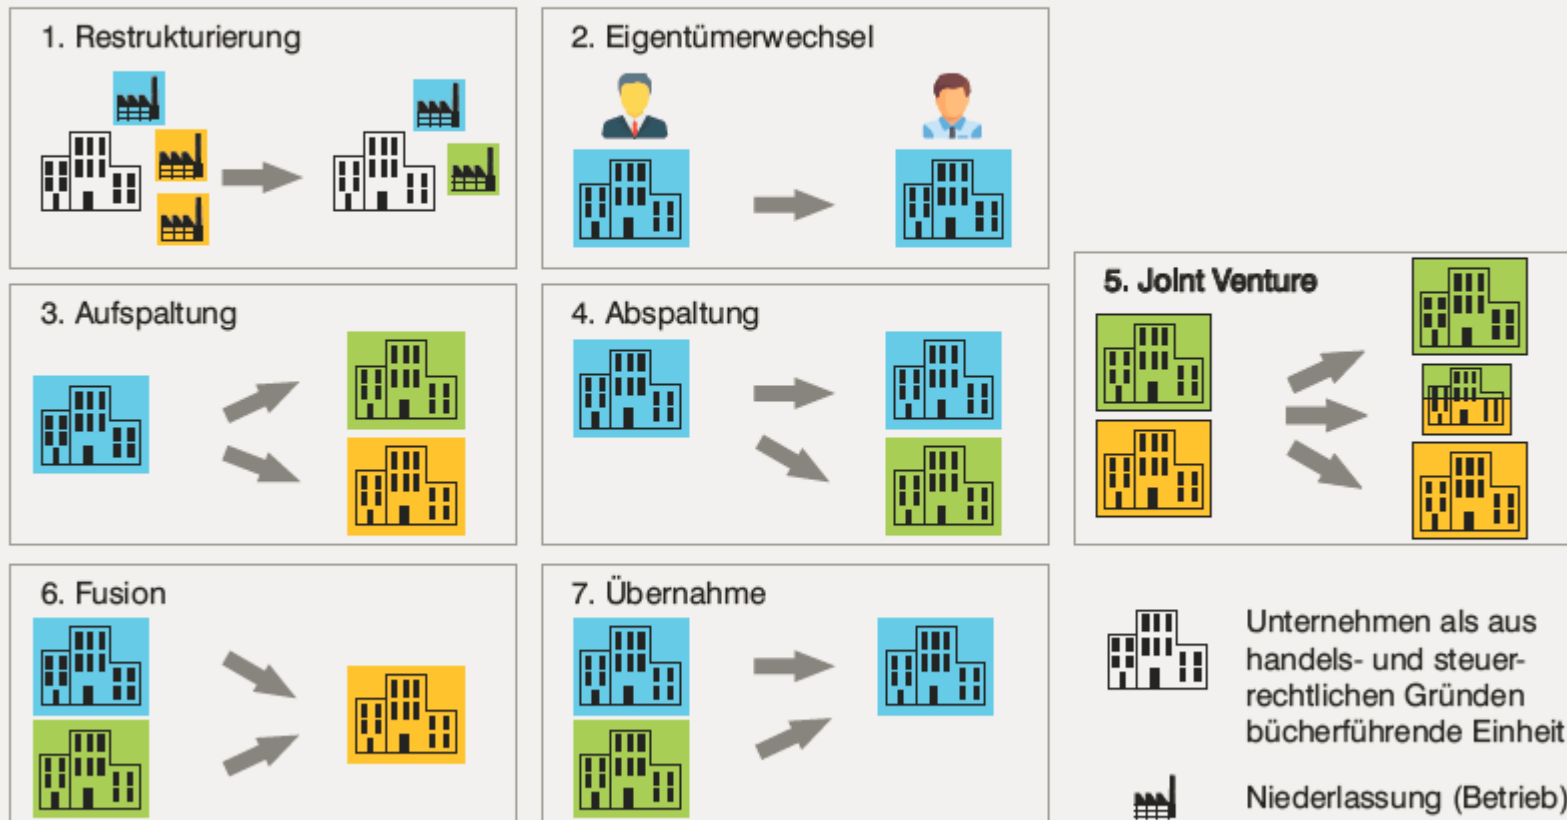 1. Restrukturierung
2. Eigentümerwechsel
3. Aufspaltung
4. Abspaltung
5. Joint Venture
6. Fusion
7. Übernahme
Unternehmen als aus
handels- und steuer-
rechtlichen Gründen
bücherführende Einheit
Niederlassung (Betrieb)